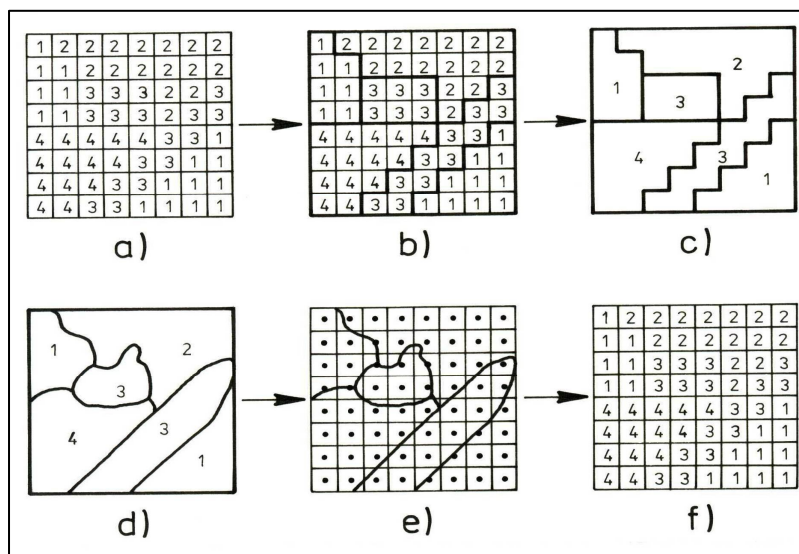 1 2 2 2 2 2 2 2
1 1 2 2 2 2 2 2
1 1 3 3 3 2 2 3
1 1 3 3 3 2 3 3
4 4 4 4 4 3 3 1
4 4 4 4 3 3 1 1
4 4 4 3 3 1 1 1
4 4 3 3 1 1 1 1
a)
1 2 2 2 2 2 2 2
1 1 2 2 2 2 2 2
1 1 3 3 3 2 2 3
1 1 3 3 3 2 3 3
4 4 4 4 4 3 3 1
4 4 4 4 3 3 1 1
4 4 4 3 3 1 1 1
4 4 3 3 1 1 1 1
b)
2
1
3
4 3
1
c)
1 2
3
3
4
1
d)
e)
1 2 2 2 2 2 2 2
1 1 2 2 2 2 2 2
1 1 3 3 3 2 2 3
1 1 3 3 3 2 3 3
4 4 4 4 4 3 3 1
4 4 4 4 3 3 1 1
4 4 4 3 3 1 1 1
4 4 3 3 1 1 1 1
f)